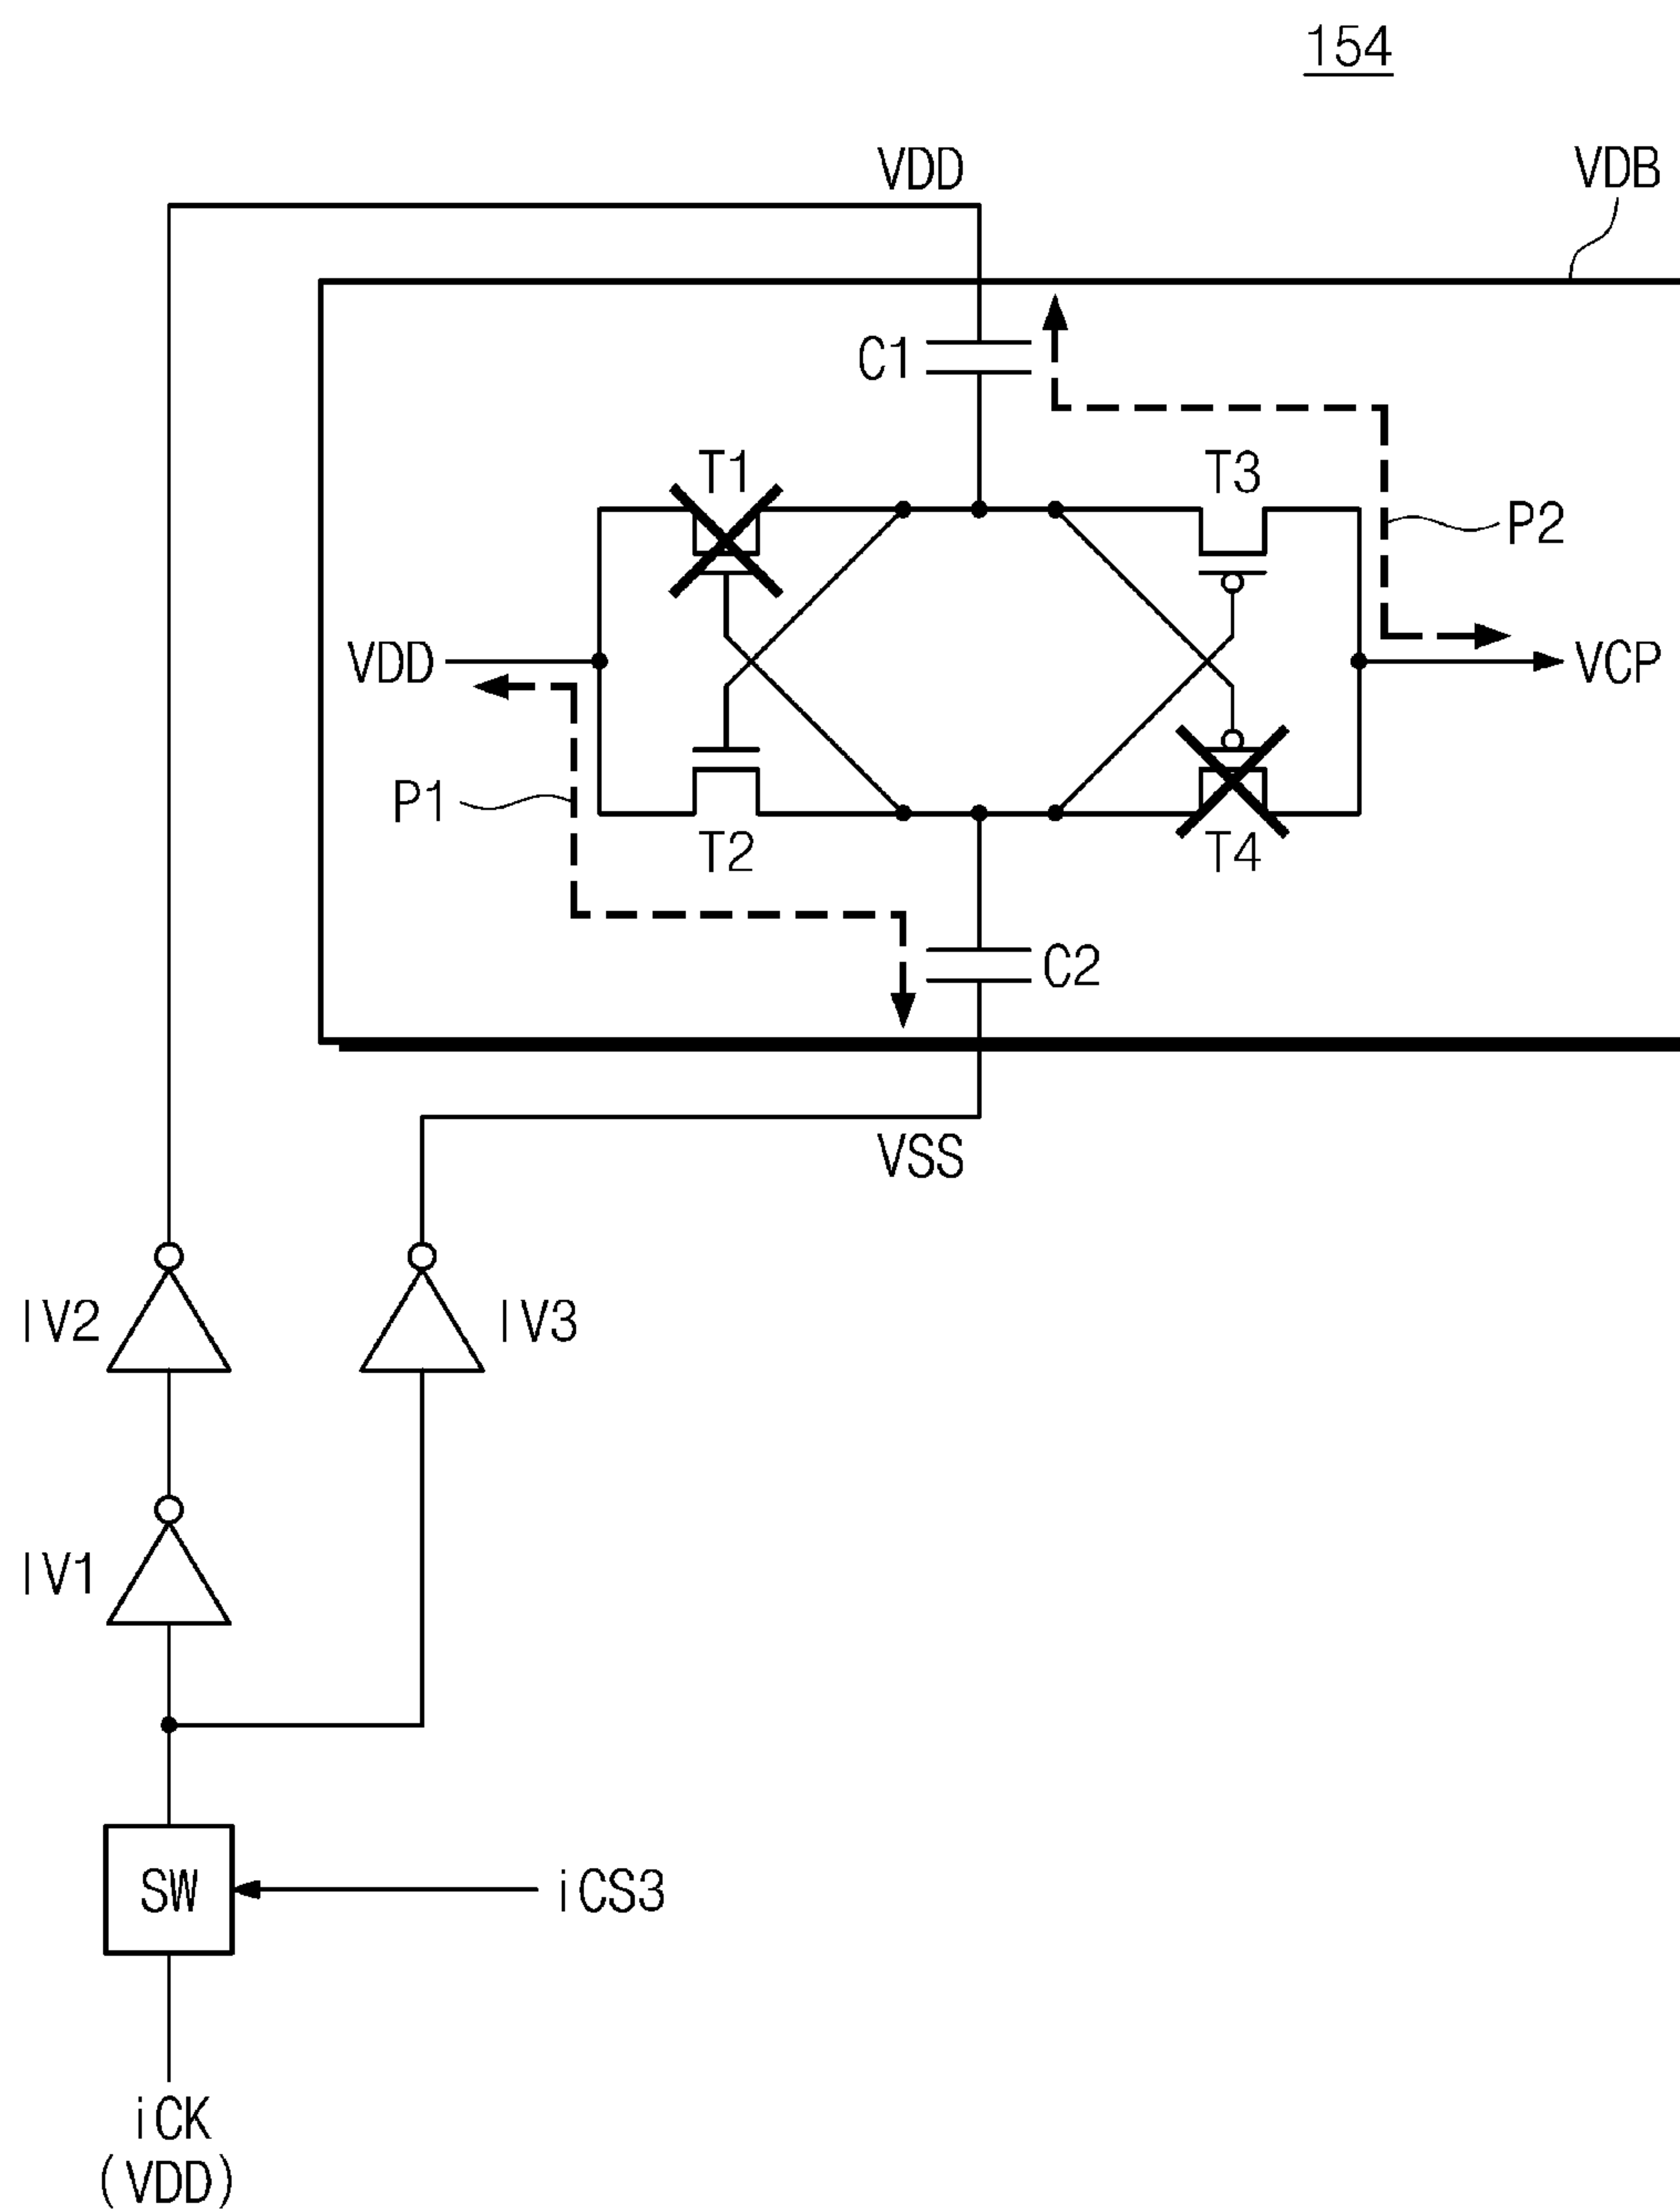 154
VDD
VDB
C1
T1
T3
P2
VDD
VCP
P1
T2
T4
C2
VSS
IV2
IV3
IV1
SW
iCS3
iCK
(VDD)